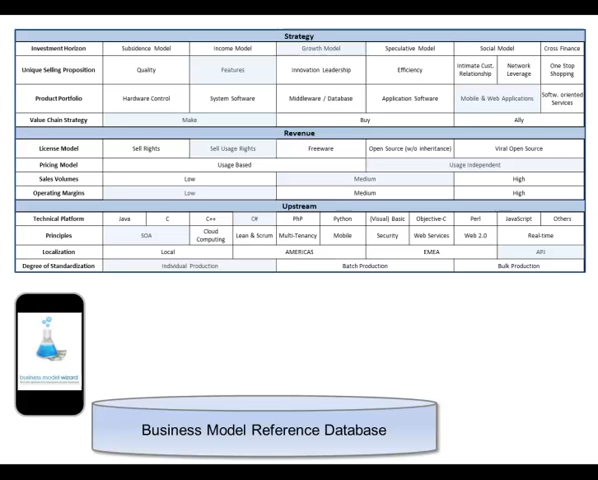 Strategy
Investment Horizon Subsidence Model Income Model Growth Model Speculative Model Social Model Cross Finance
Unique Selling Proposition Quality Features Innovation Leadership Efficiency Intimate Cust. Relationship Network Leverage One Stop Shopping
Product Portfolio Hardware Control System Software Middleware / Database Application Software Mobile & Web Applications Softw. oriented Services
Value Chain Strategy Make Buy Ally
Revenue
License Model Sell Rights Sell Usage Rights Freeware Open Source (w/o inheritance) Viral Open Source
Pricing Model Usage Based Usage Independent
Sales Volumes Low Medium High
Operating Margins Low Medium High
Upstream
Technical Platform Java C C++ C# PhP Python (Visual) Basic Objective-C Perl JavaScript Others
Principles SOA Cloud Computing Lean & Scrum Multi-Tenancy Mobile Security Web Services Web 2.0 Real-time
Localization Local AMERICAS EMEA APJ
Degree of Standardization Individual Production Batch Production Bulk Production
business model wizard
Business Model Reference Database